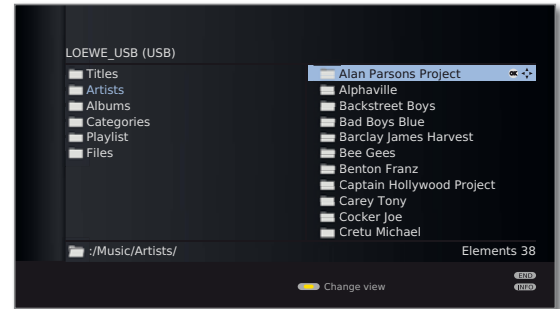 LOEWE_USB (USB)
Titles
Artists
Albums
Categories
Playlist
Files
Alan Parsons Project OK
Alphaville
Backstreet Boys
Bad Boys Blue
Barclay James Harvest
Bee Gees
Benton Franz
Captain Hollywood Project
Carey Tony
Cocker Joe
Cretu Michael
:/Music/Artists/
Elements 38
Change view
END
INFO